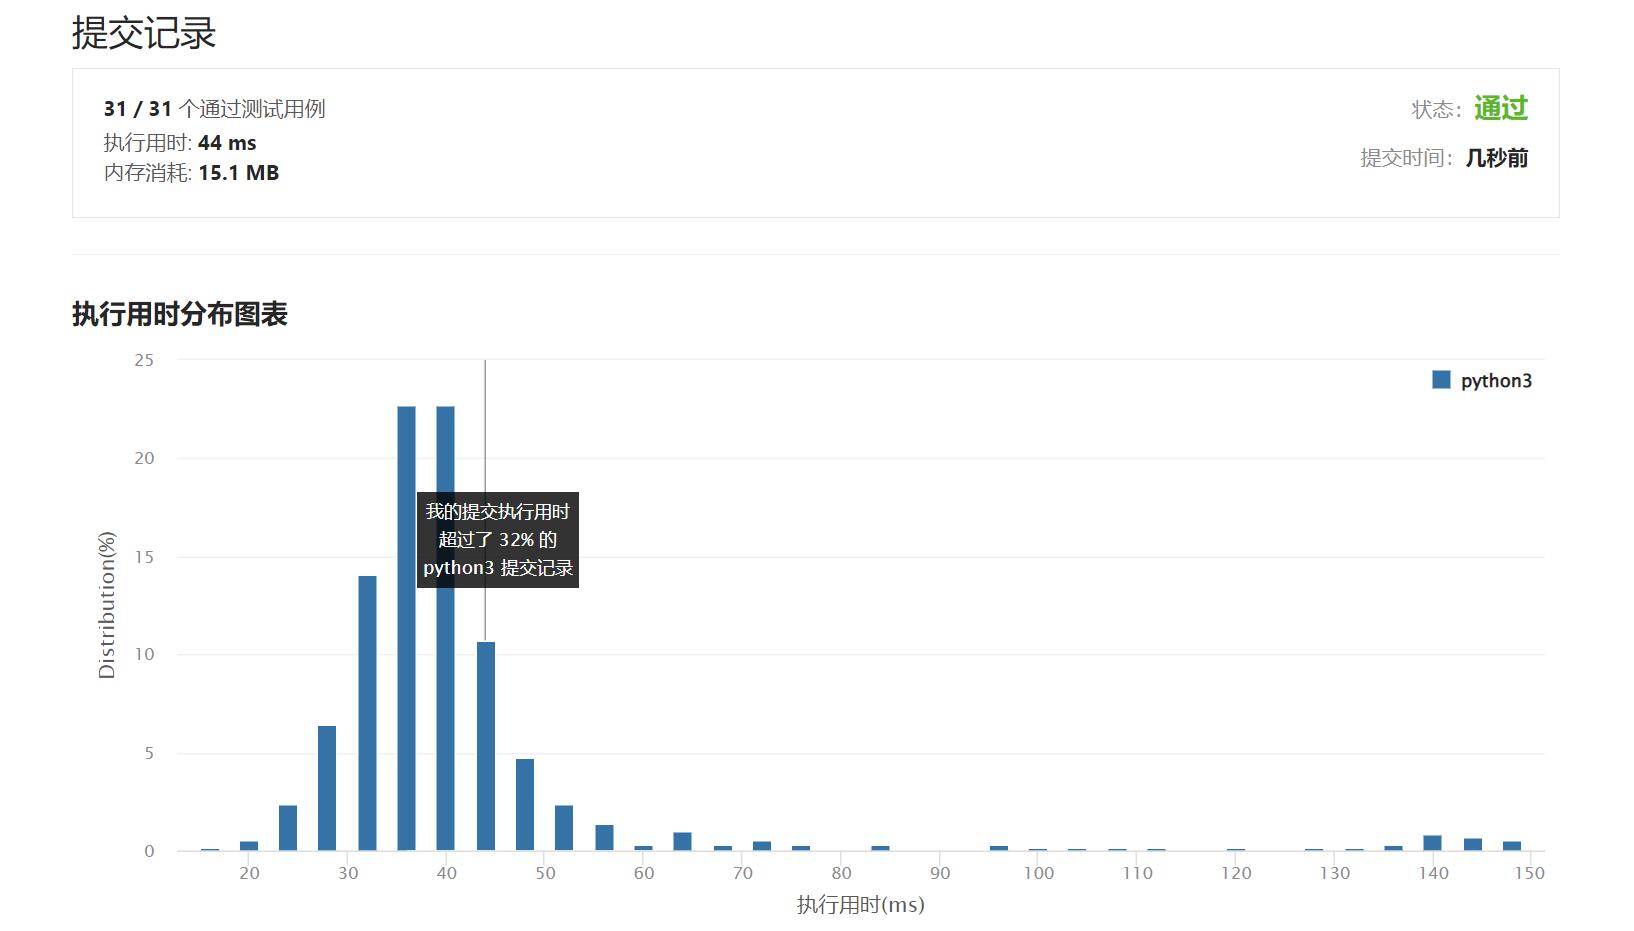 提交记录
31 / 31 个通过测试用例
状态：通过
执行用时: 44 ms
提交时间：几秒前
内存消耗: 15.1 MB
执行用时分布图表
25
python3
20
我的提交执行用时
超过了 32% 的
python3 提交记录
15
Distribution(%)
10
5
0
20 30 40 50 60 70 80 90 100 110 120 130 140 150
执行用时(ms)